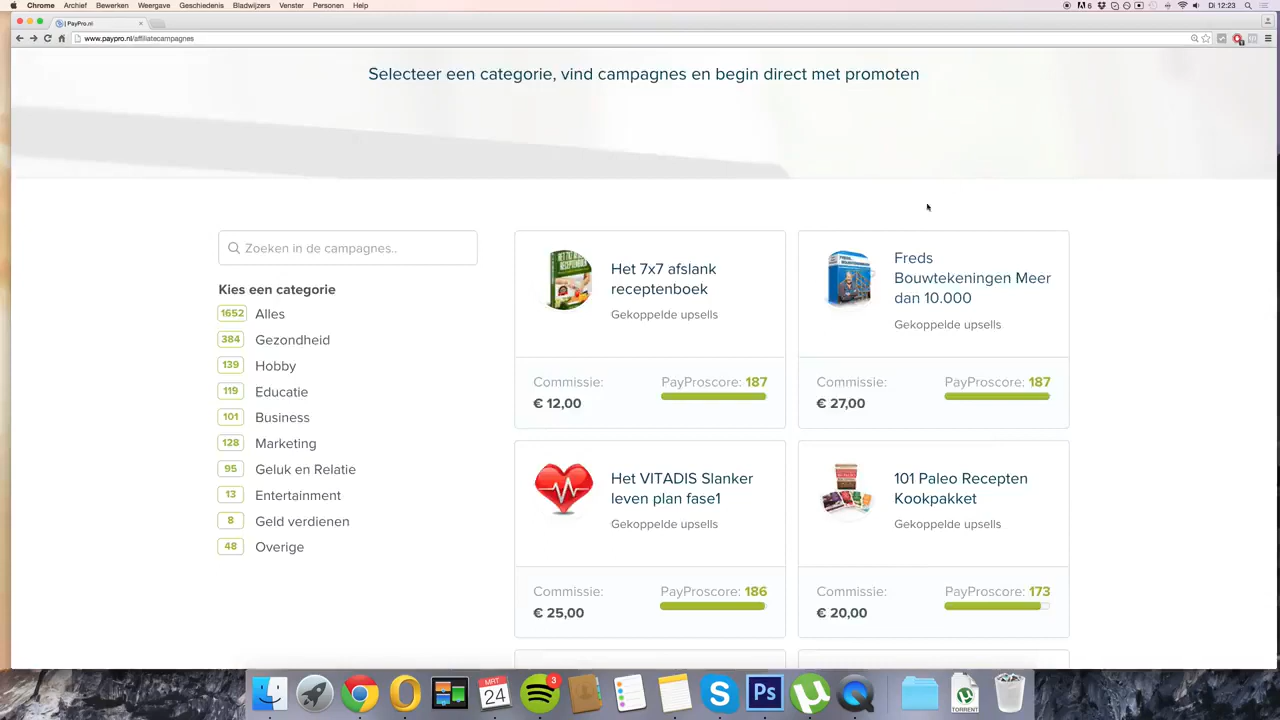 Chrome Archief Bewerken Weergave Geschiedenis Bladwijzers Venster Personen Help
6 Di 12:23
| PayPro.nl
www.paypro.nl/affiliatecampagnes
Selecteer een categorie, vind campagnes en begin direct met promoten
Zoeken in de campagnes..
Kies een categorie
1652 Alles
384 Gezondheid
139 Hobby
119 Educatie
101 Business
128 Marketing
95 Geluk en Relatie
13 Entertainment
8 Geld verdienen
48 Overige
Het 7x7 afslank
receptenboek
Gekoppelde upsells
Commissie: PayProscore: 187
€ 12,00
Freds
Bouwtekeningen Meer
dan 10.000
Gekoppelde upsells
Commissie: PayProscore: 187
€ 27,00
Het VITADIS Slanker
leven plan fase1
Gekoppelde upsells
Commissie: PayProscore: 186
€ 25,00
101 Paleo Recepten
Kookpakket
Gekoppelde upsells
Commissie: PayProscore: 173
€ 20,00
MRT
24
3
Ps
TORRENT